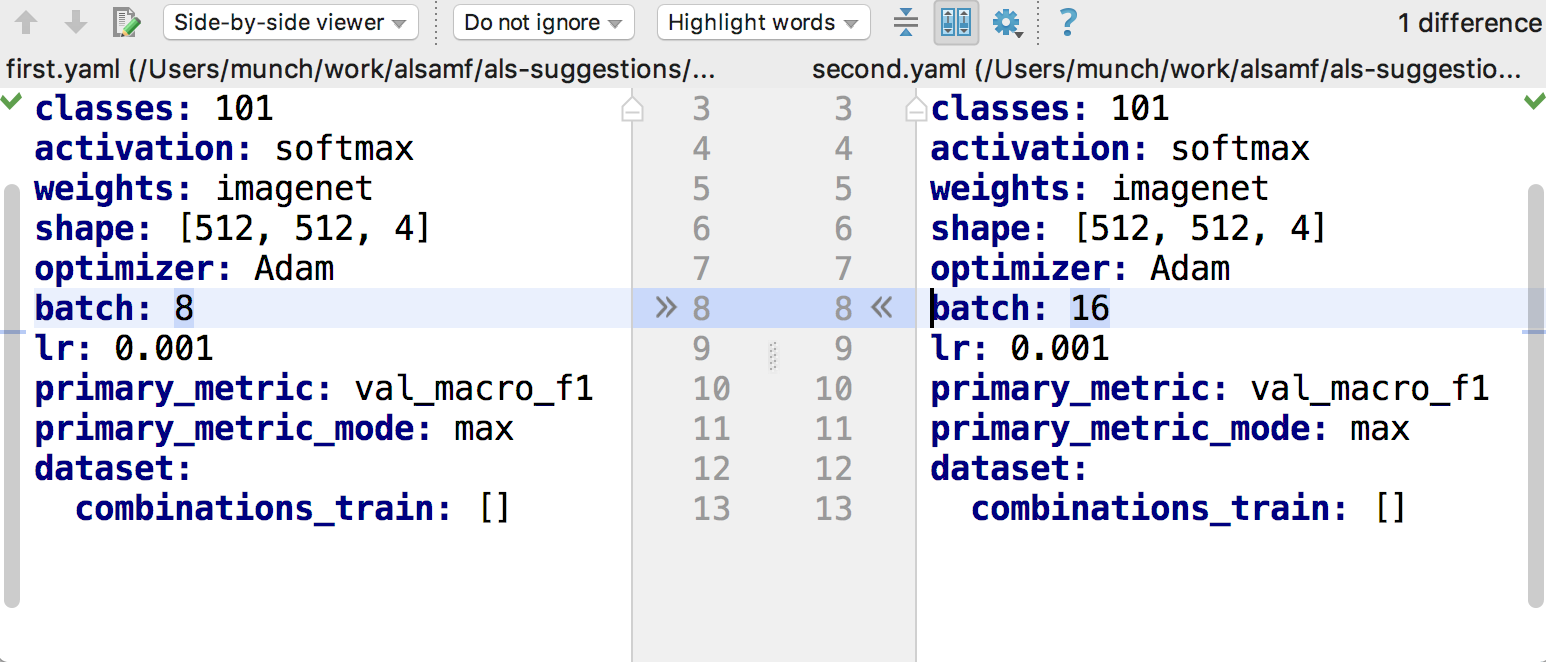 Side-by-side viewer Do not ignore Highlight words ? 1 difference
first.yaml (/Users/munch/work/alsamf/als-suggestions/... second.yaml (/Users/munch/work/alsamf/als-suggestio...
classes: 101 3 3 classes: 101
activation: softmax 4 4 activation: softmax
weights: imagenet 5 5 weights: imagenet
shape: [512, 512, 4] 6 6 shape: [512, 512, 4]
optimizer: Adam 7 7 optimizer: Adam
batch: 8 » 8 8 « batch: 16
lr: 0.001 9 9 lr: 0.001
primary_metric: val_macro_f1 10 10 primary_metric: val_macro_f1
primary_metric_mode: max 11 11 primary_metric_mode: max
dataset: 12 12 dataset:
combinations_train: [] 13 13 combinations_train: []